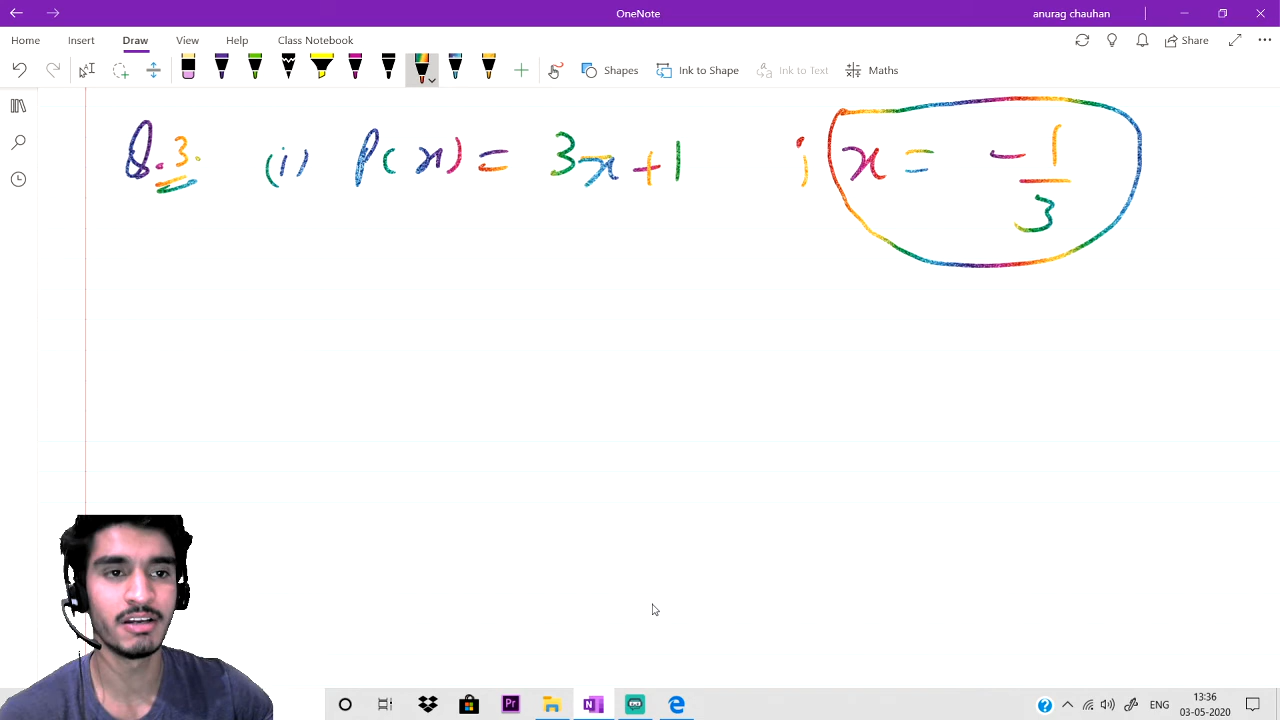 OneNote
anurag chauhan
Home Insert Draw View Help Class Notebook
Share
Shapes Ink to Shape Ink to Text Maths
Q.3. (i) p(x) = 3x+1 ; x = -1/3
ENG 13:36
03-05-2020